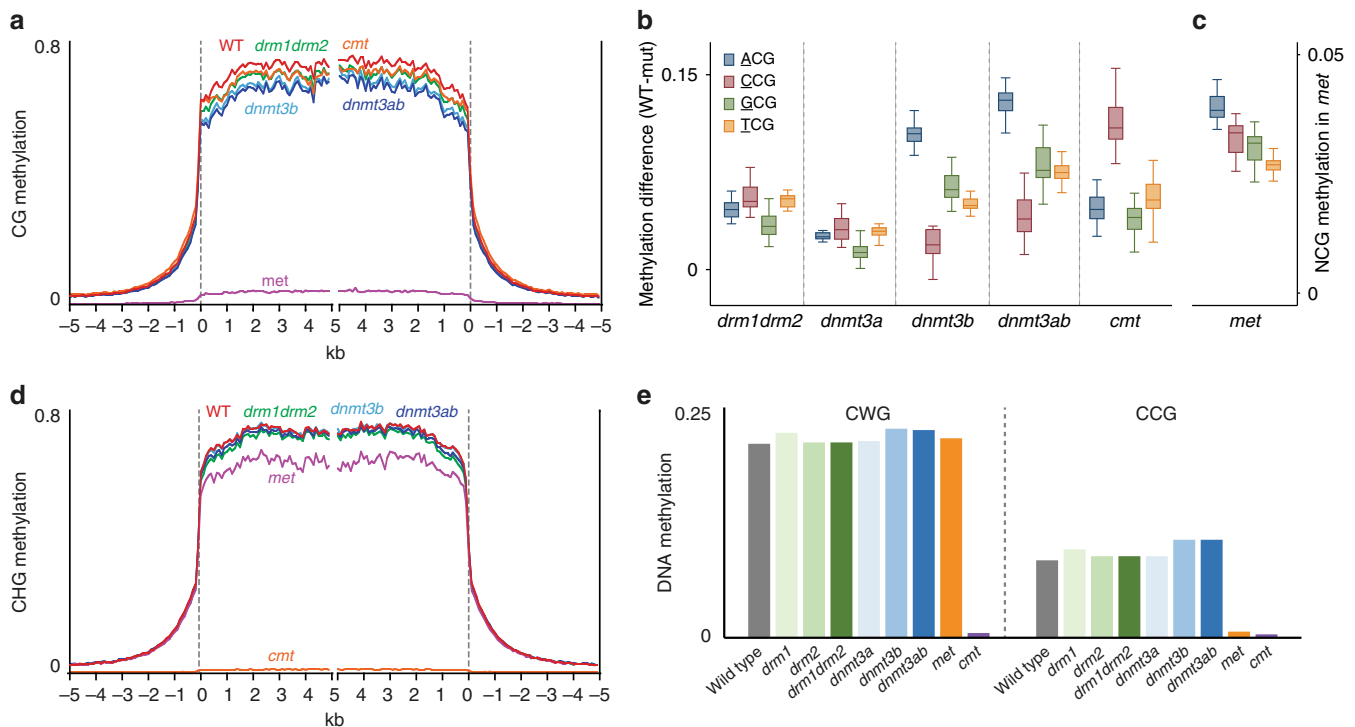 a
0.8
CG methylation
0
WT drm1drm2 cmt
dnmt3b dnmt3ab
met
–5 –4 –3 –2 –1 0 1 2 3 4 5 4 3 2 1 0 –1 –2 –3 –4 –5
kb
b
Methylation difference (WT-mut)
0.15
0
ACG
CCG
GCG
TCG
drm1drm2 dnmt3a dnmt3b dnmt3ab cmt
c
0.05
NCG methylation in met
0
met
d
0.8
CHG methylation
0
WT drm1drm2 dnmt3b dnmt3ab
met
cmt
–5 –4 –3 –2 –1 0 1 2 3 4 5 4 3 2 1 0 –1 –2 –3 –4 –5
kb
e
0.25
DNA methylation
0
CWG CCG
Wild type drm1 drm2 drm1drm2 dnmt3a dnmt3b dnmt3ab met cmt
Wild type drm1 drm2 drm1drm2 dnmt3a dnmt3b dnmt3ab met cmt